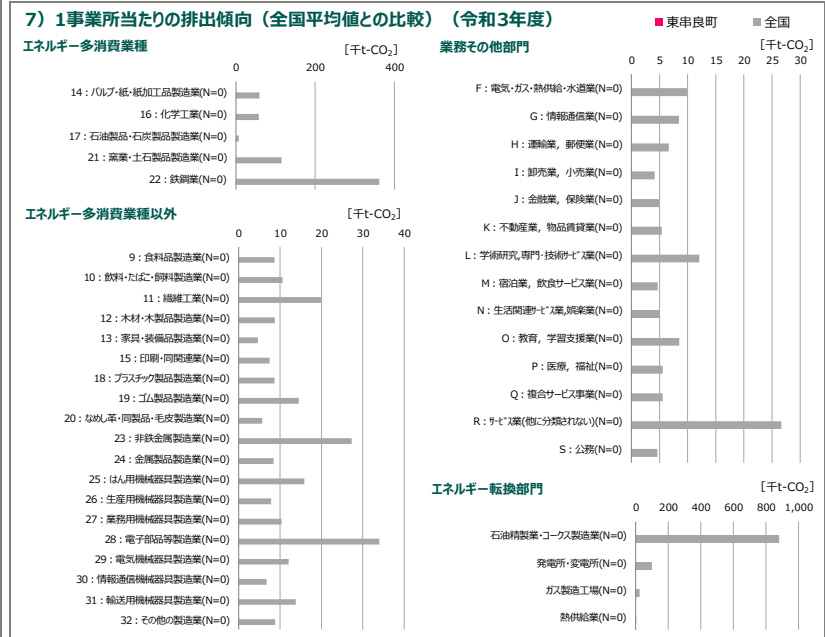 7）1事業所当たりの排出傾向（全国平均値との比較）（令和3年度）
■東串良町 ■全国
エネルギー多消費業種
[千t-CO₂]
0 200 400
14：パルプ・紙・紙加工品製造業(N=0)
16：化学工業(N=0)
17：石油製品・石炭製品製造業(N=0)
21：窯業・土石製品製造業(N=0)
22：鉄鋼業(N=0)
エネルギー多消費業種以外
[千t-CO₂]
0 10 20 30 40
9：食料品製造業(N=0)
10：飲料・たばこ・飼料製造業(N=0)
11：繊維工業(N=0)
12：木材・木製品製造業(N=0)
13：家具・装備品製造業(N=0)
15：印刷・同関連業(N=0)
18：プラスチック製品製造業(N=0)
19：ゴム製品製造業(N=0)
20：なめし革・同製品・毛皮製造業(N=0)
23：非鉄金属製造業(N=0)
24：金属製品製造業(N=0)
25：はん用機械器具製造業(N=0)
26：生産用機械器具製造業(N=0)
27：業務用機械器具製造業(N=0)
28：電子部品等製造業(N=0)
29：電気機械器具製造業(N=0)
30：情報通信機械器具製造業(N=0)
31：輸送用機械器具製造業(N=0)
32：その他の製造業(N=0)
業務その他部門
[千t-CO₂]
0 5 10 15 20 25 30
F：電気・ガス・熱供給・水道業(N=0)
G：情報通信業(N=0)
H：運輸業，郵便業(N=0)
I：卸売業，小売業(N=0)
J：金融業，保険業(N=0)
K：不動産業，物品賃貸業(N=0)
L：学術研究,専門・技術ｻｰﾋﾞｽ業(N=0)
M：宿泊業，飲食サービス業(N=0)
N：生活関連ｻｰﾋﾞｽ業,娯楽業(N=0)
O：教育，学習支援業(N=0)
P：医療，福祉(N=0)
Q：複合サービス事業(N=0)
R：ｻｰﾋﾞｽ業(他に分類されない)(N=0)
S：公務(N=0)
エネルギー転換部門
[千t-CO₂]
0 200 400 600 800 1,000
石油精製業・コークス製造業(N=0)
発電所・変電所(N=0)
ガス製造工場(N=0)
熱供給業(N=0)